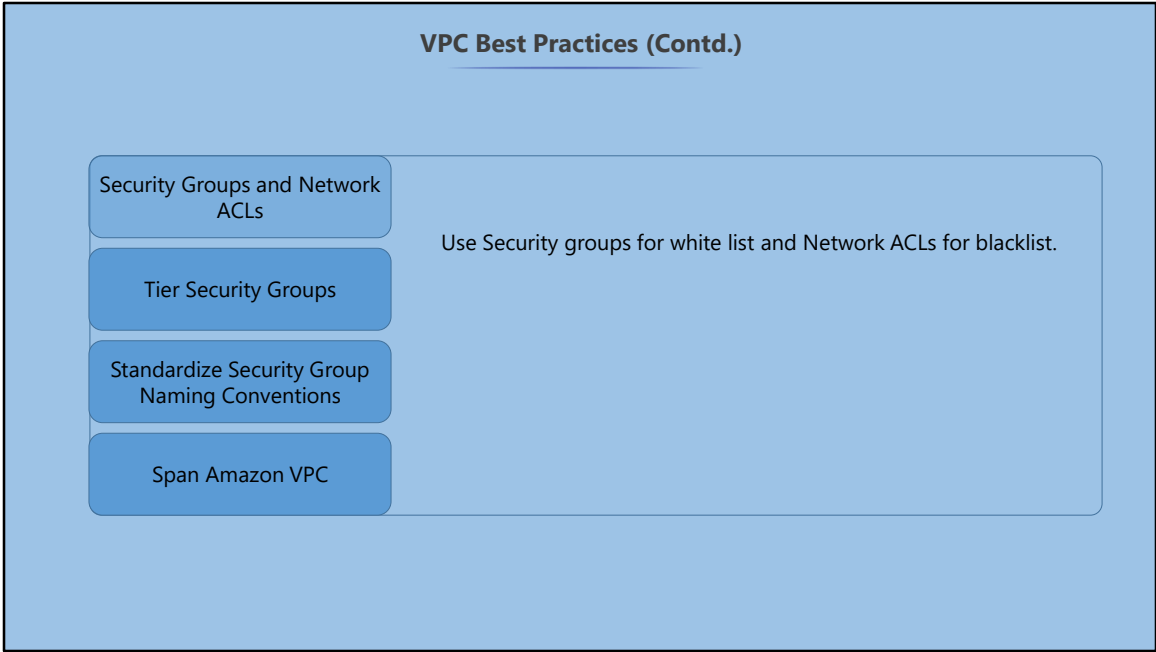 VPC Best Practices (Contd.)
Security Groups and Network
ACLs
Use Security groups for white list and Network ACLs for blacklist.
Tier Security Groups
Standardize Security Group
Naming Conventions
Span Amazon VPC